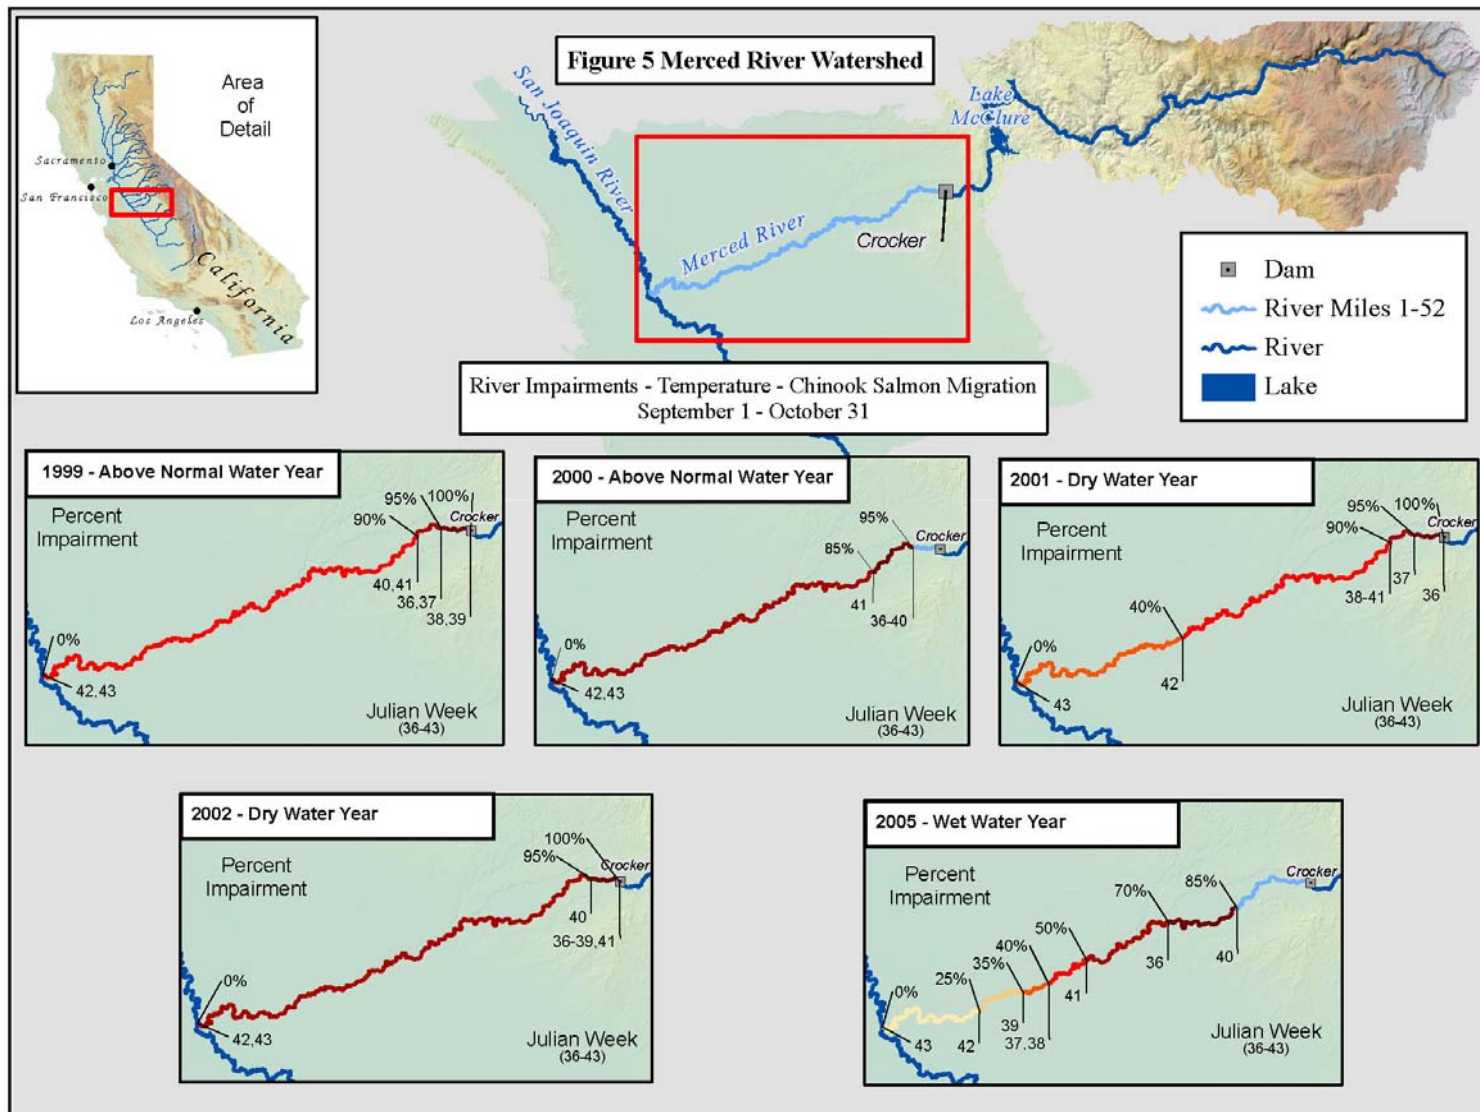 Figure 5 Merced River Watershed
Area
of
Detail
Sacramento
San Francisco
California
Los Angeles
San Joaquin River
Merced River
Lake
McClure
Crocker
Dam
River Miles 1-52
River
Lake
River Impairments - Temperature - Chinook Salmon Migration
September 1 - October 31
1999 - Above Normal Water Year
Percent
Impairment
90%
95%
100%
Crocker
40,41
36,37
38,39
0%
42,43
Julian Week
(36-43)
2000 - Above Normal Water Year
Percent
Impairment
85%
95%
Crocker
41
36-40
0%
42,43
Julian Week
(36-43)
2001 - Dry Water Year
Percent
Impairment
90%
95%
100%
Crocker
37
38-41
36
40%
42
0%
43
Julian Week
(36-43)
2002 - Dry Water Year
Percent
Impairment
100%
95%
Crocker
40
36-39,41
0%
42,43
Julian Week
(36-43)
2005 - Wet Water Year
Percent
Impairment
Crocker
85%
70%
50%
40%
35%
25%
0%
36
40
41
39
37,38
42
43
Julian Week
(36-43)